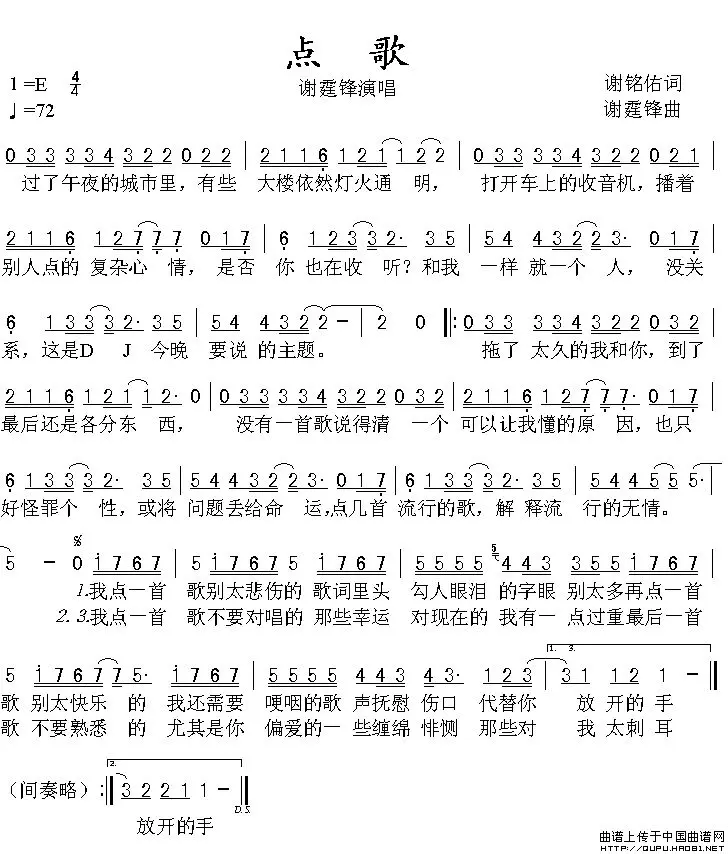 点 歌
1=E 4/4
谢霆锋演唱
谢铭佑词
♩=72
谢霆锋曲
0 3 3 3 3 4 3 2 2 0 2 2 | 2 1 1 6 1 2 1 1 2 2 | 0 3 3 3 3 4 3 2 2 0 2 1
过了午夜的城市里，有些 大楼依然灯火通 明， 打开车上的收音机，播着
2 1 1 6 1 2 7 7 7 0 1 7 | 6 1 2 3 3 2· 3 5 | 5 4 4 3 2 2 3· 0 1 7 |
别人点的 复杂心 情， 是否 你 也在收 听？和我 一样 就一个 人， 没关
6 1 3 3 3 2· 3 5 | 5 4 4 3 2 2 2 - | 2 0 |: 0 3 3 3 3 4 3 2 2 0 3 2 |
系，这是D J 今晚 要说 的主题。 拖了 太久的我和你，到了
2 1 1 6 1 2 1 1 2· 0 | 0 3 3 3 3 3 3 3 2 2 0 3 2 | 2 1 1 6 1 2 7 7 7· 0 1 7 |
最后还是各分东 西， 没有一首歌说得清 一个 可以让我懂的原 因，也只
6 1 3 3 3 2· 3 5 | 5 4 4 4 3 2 2 3· 0 1 7 | 6 1 3 3 3 2· 3 5 | 5 4 4 5 5 5·
好怪罪个 性，或将 问题丢给命 运，点几首 流行的歌，解 释流 行的无情。
5 - 0 i 7 6 7 | 5 i 7 6 7 5 i 7 6 7 | 5 5 5 5 5 4 4 3 3 5 5 i 7 6 7 |
1.我点一首 歌别太悲伤的 歌词里头 勾人眼泪 的字眼 别太多再点一首
2.3.我点一首 歌不要对唱的 那些幸运 对现在的 我有一 点过重最后一首
5 i 7 6 7 7 5· i 7 6 7 | 5 5 5 5 4 4 3 4 3· 1 2 3 | 1. 3. 3 1 1 2 1 - ‖
歌 别太快乐 的 我还需要 哽咽的歌 声抚慰 伤口 代替你 放 开的 手
歌 不要熟悉 的 尤其是你 偏爱的一 些缠绵 悱恻 那些对 我 太刺 耳
（间奏略）:‖ 2. 3 2 2 1 1 1 - ‖ D.S.
放开的手
曲谱上传于中国曲谱网
HTTP://QUPU.HAO81.NET